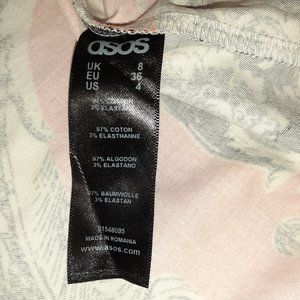 asos
UK 8
EU 36
US 4
3% ELASTANE
97% COTON
3% ELASTHANNE
97% ALGODÓN
3% ELASTANO
97% BAUMWOLLE
3% ELASTAN
01548095
MADE IN ROMANIA
www.asos.com